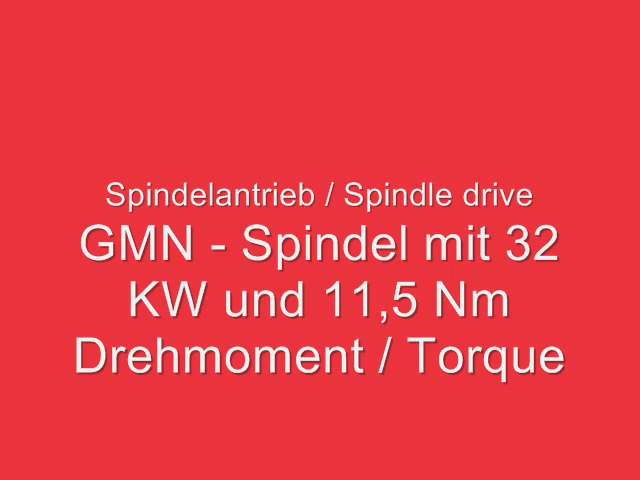 Spindelantrieb / Spindle drive
GMN - Spindel mit 32
KW und 11,5 Nm
Drehmoment / Torque